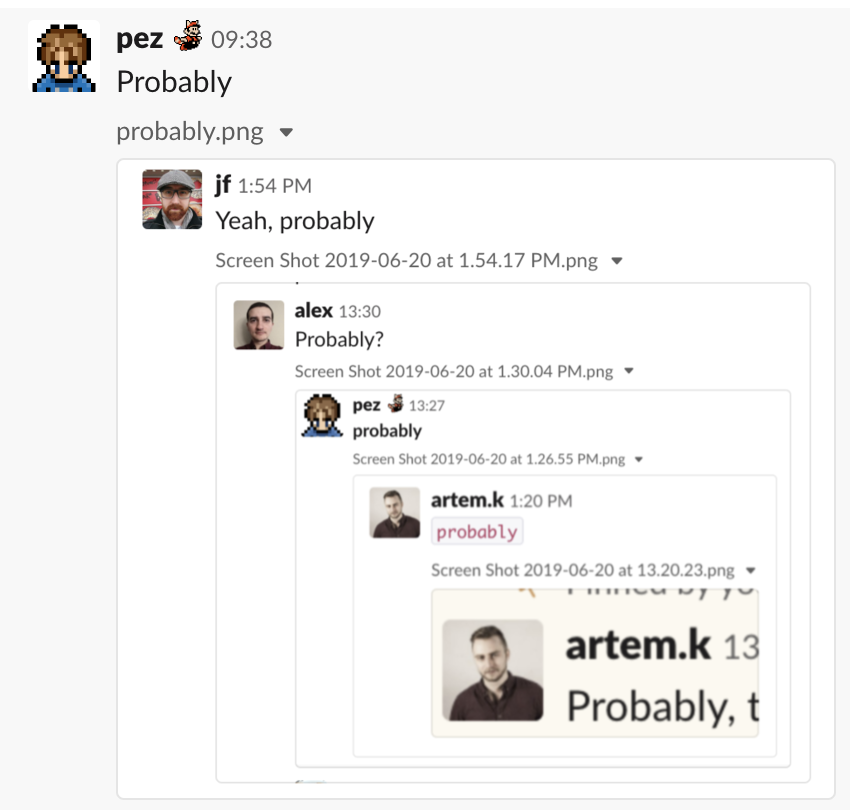 pez 09:38
Probably
probably.png
jf 1:54 PM
Yeah, probably
Screen Shot 2019-06-20 at 1.54.17 PM.png
alex 13:30
Probably?
Screen Shot 2019-06-20 at 1.30.04 PM.png
pez 13:27
probably
Screen Shot 2019-06-20 at 1.26.55 PM.png
artem.k 1:20 PM
probably
Screen Shot 2019-06-20 at 13.20.23.png
Pinned by yo
artem.k 13
Probably, t